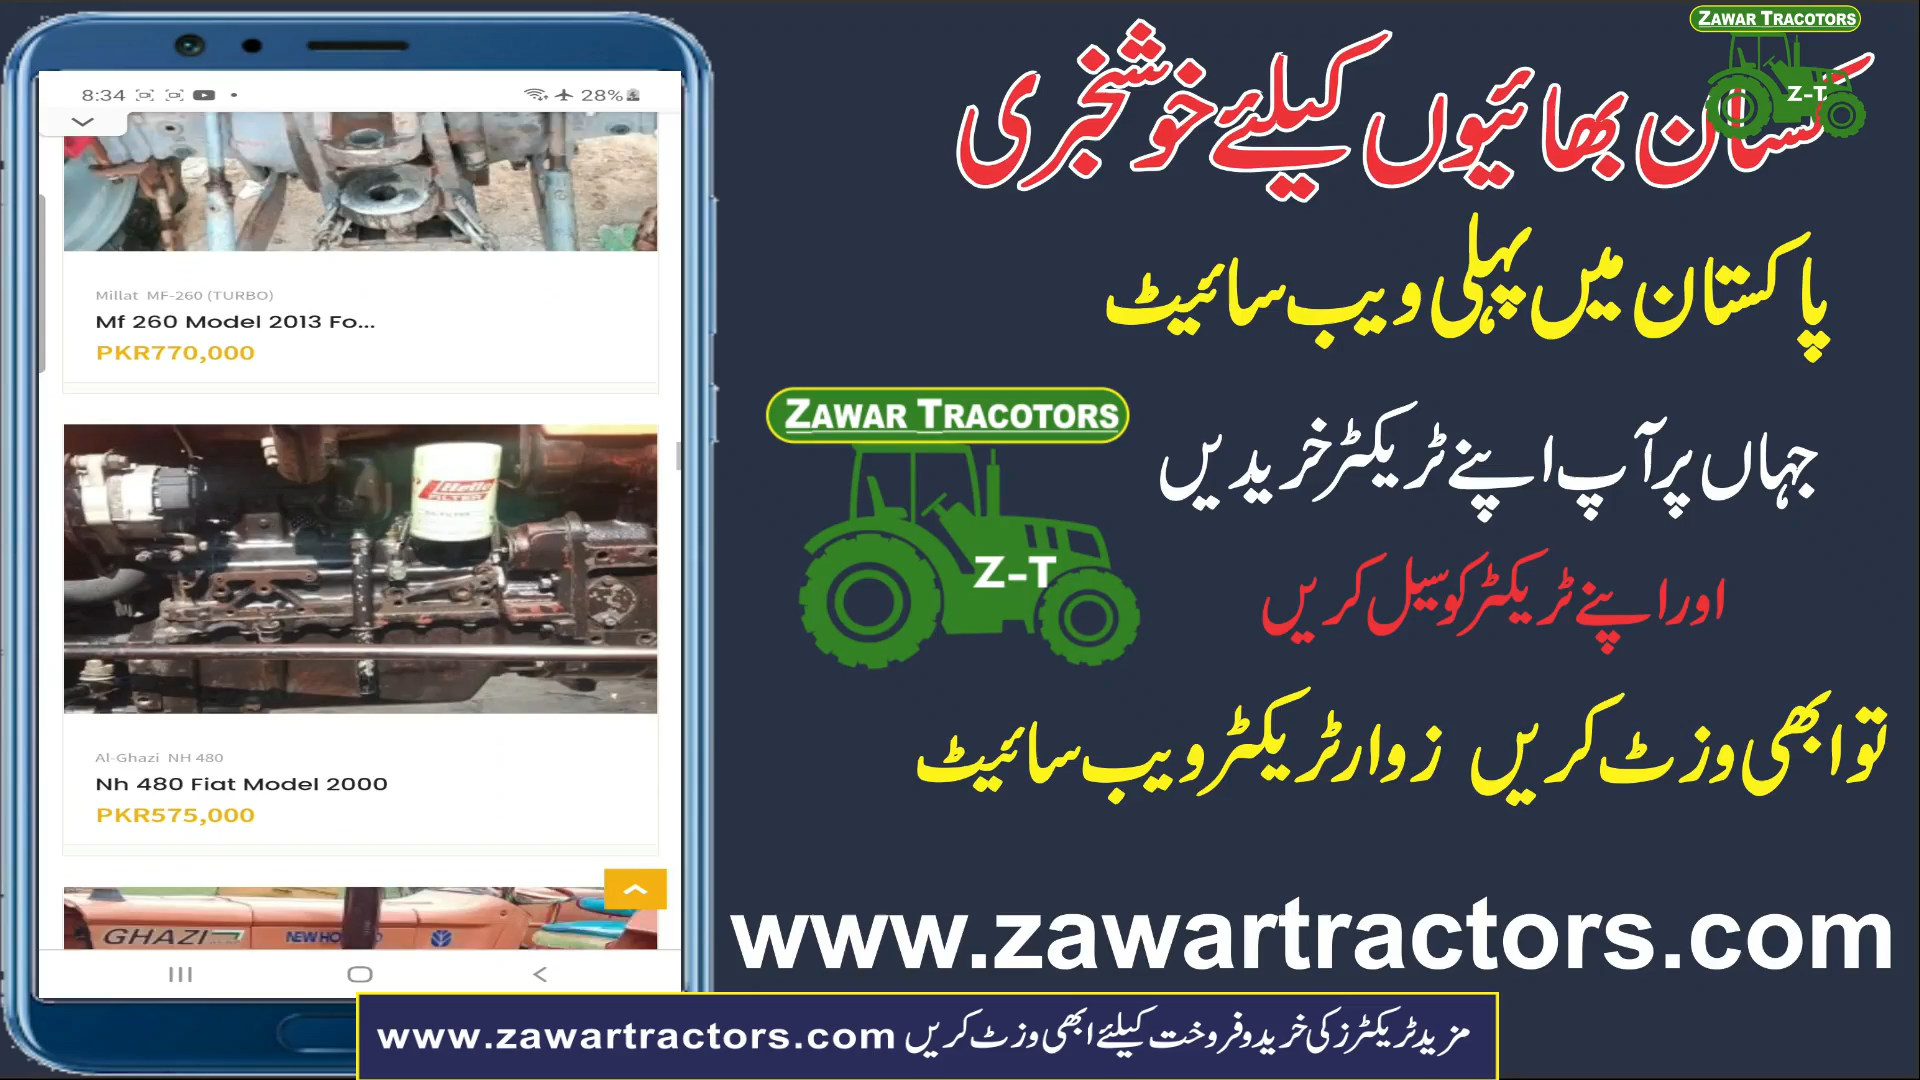 8:34
28%
Millat MF-260 (TURBO)
Mf 260 Model 2013 Fo...
PKR770,000
FILTER
Al-Ghazi NH 480
Nh 480 Fiat Model 2000
PKR575,000
GHAZI
ZAWAR TRACOTORS
Z-T
کسان بھائیوں کیلئے خوشخبری
پاکستان میں پہلی ویب سائیٹ
ZAWAR TRACOTORS
Z-T
جہاں پر آپ اپنے ٹریکٹر خریدیں
اور اپنے ٹریکٹر کو سیل کریں
تو ابھی وزٹ کریں زوار ٹریکٹر ویب سائیٹ
www.zawartractors.com
مزید ٹریکٹرز کی خرید و فروخت کیلئے ابھی وزٹ کریں www.zawartractors.com